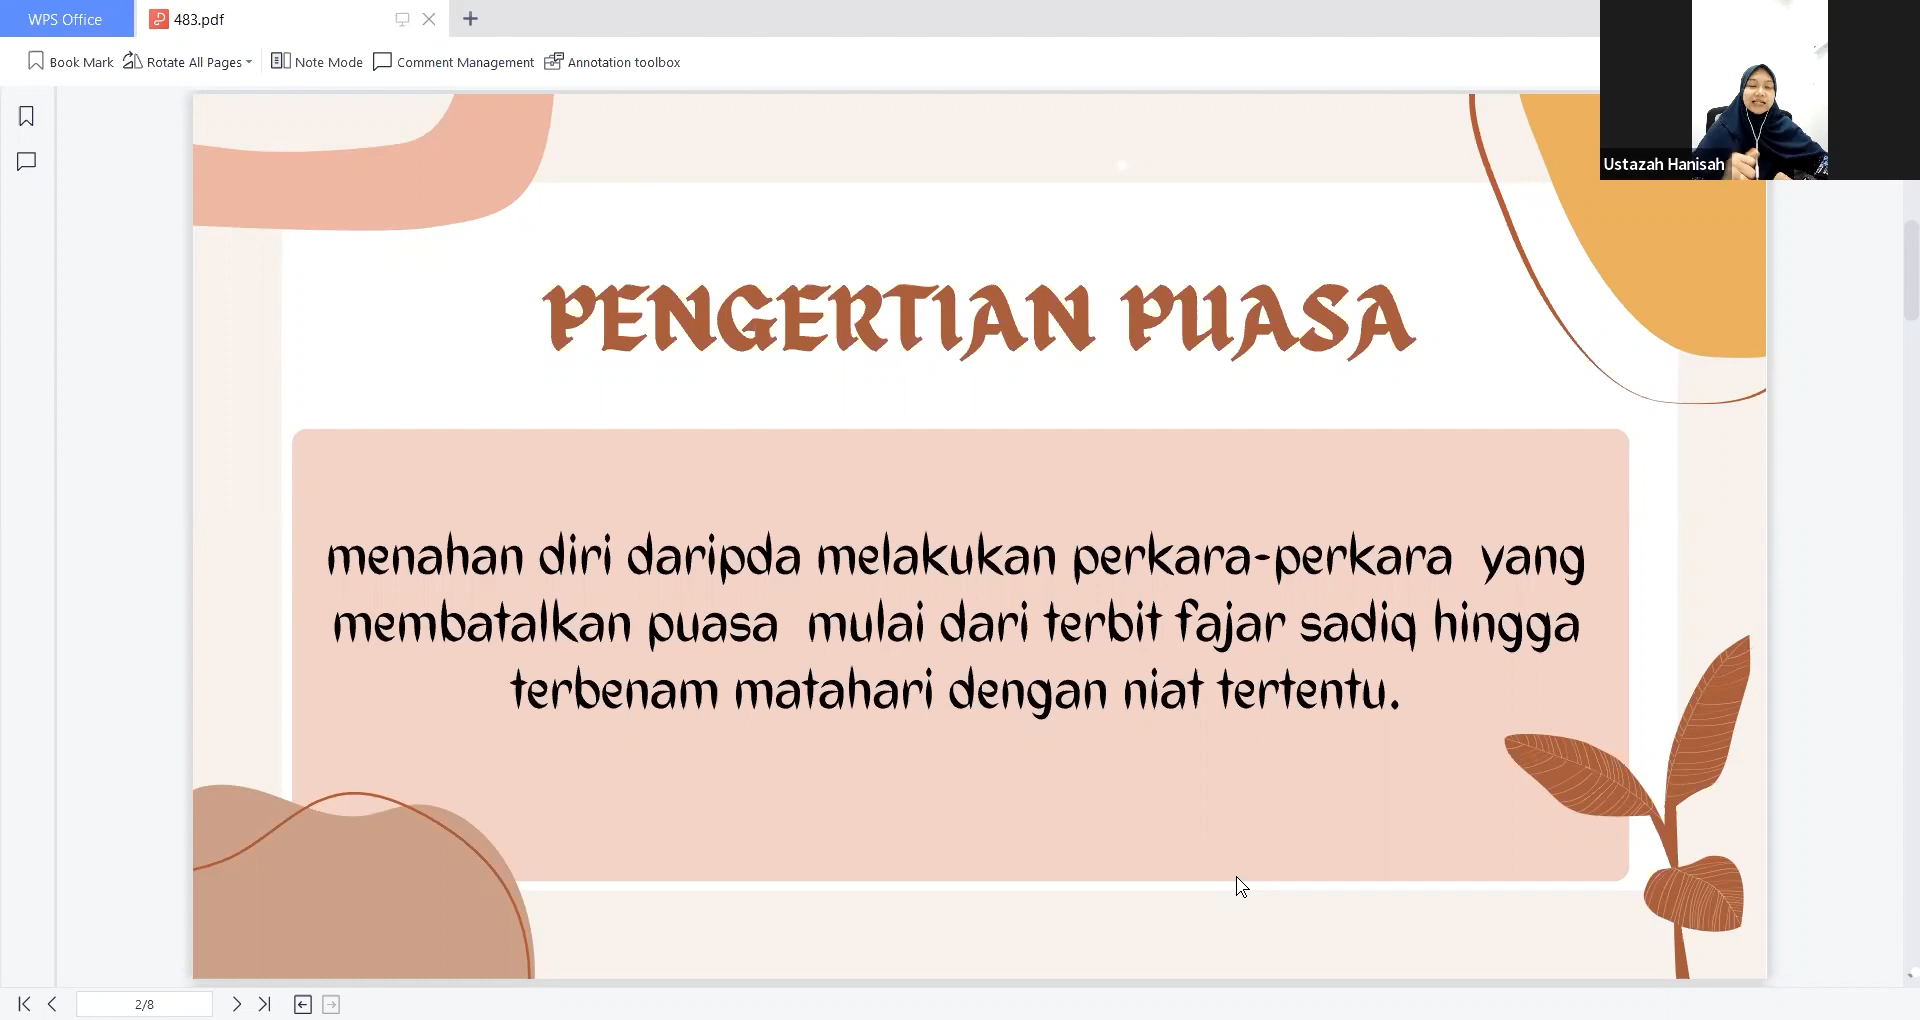 WPS Office
483.pdf
Book Mark
Rotate All Pages
Note Mode
Comment Management
Annotation toolbox
Ustazah Hanisah
PENGERTIAN PUASA
menahan diri daripda melakukan perkara-perkara yang
membatalkan puasa mulai dari terbit fajar sadiq hingga
terbenam matahari dengan niat tertentu.
2/8